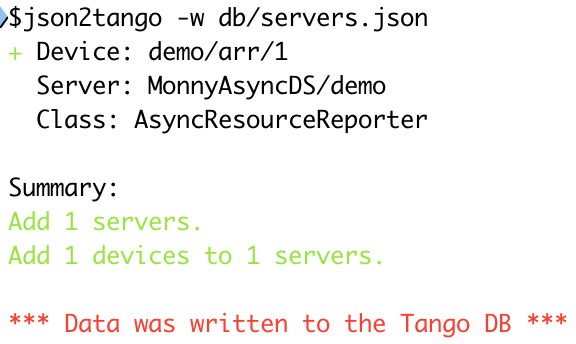 $json2tango -w db/servers.json
+ Device: demo/arr/1
Server: MonnyAsyncDS/demo
Class: AsyncResourceReporter
Summary:
Add 1 servers.
Add 1 devices to 1 servers.
*** Data was written to the Tango DB ***